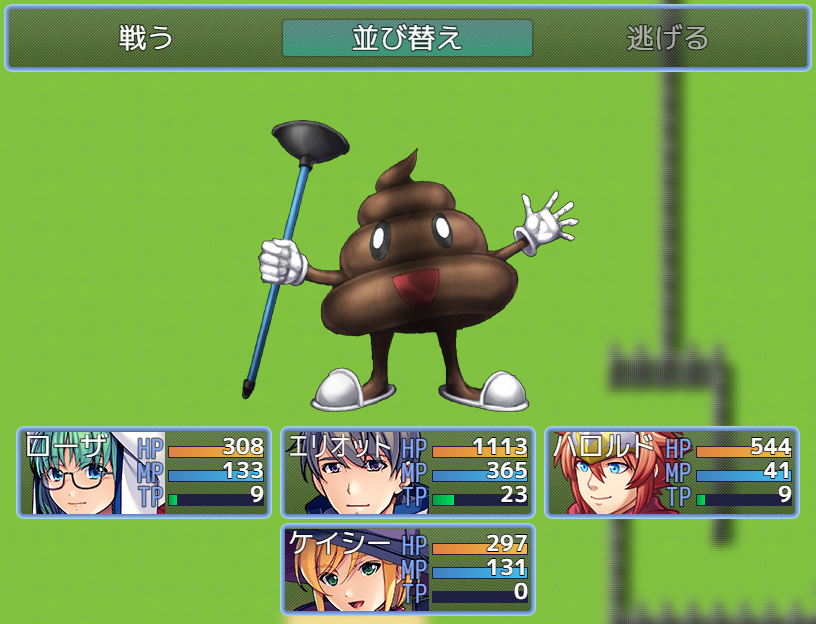 戦う 並び替え 逃げる
ローザ HP 308 エリオット HP 1113 ハロルド HP 544
MP 133 MP 365 MP 41
TP 9 TP 23 TP 9
ケイシー HP 297
MP 131
TP 0